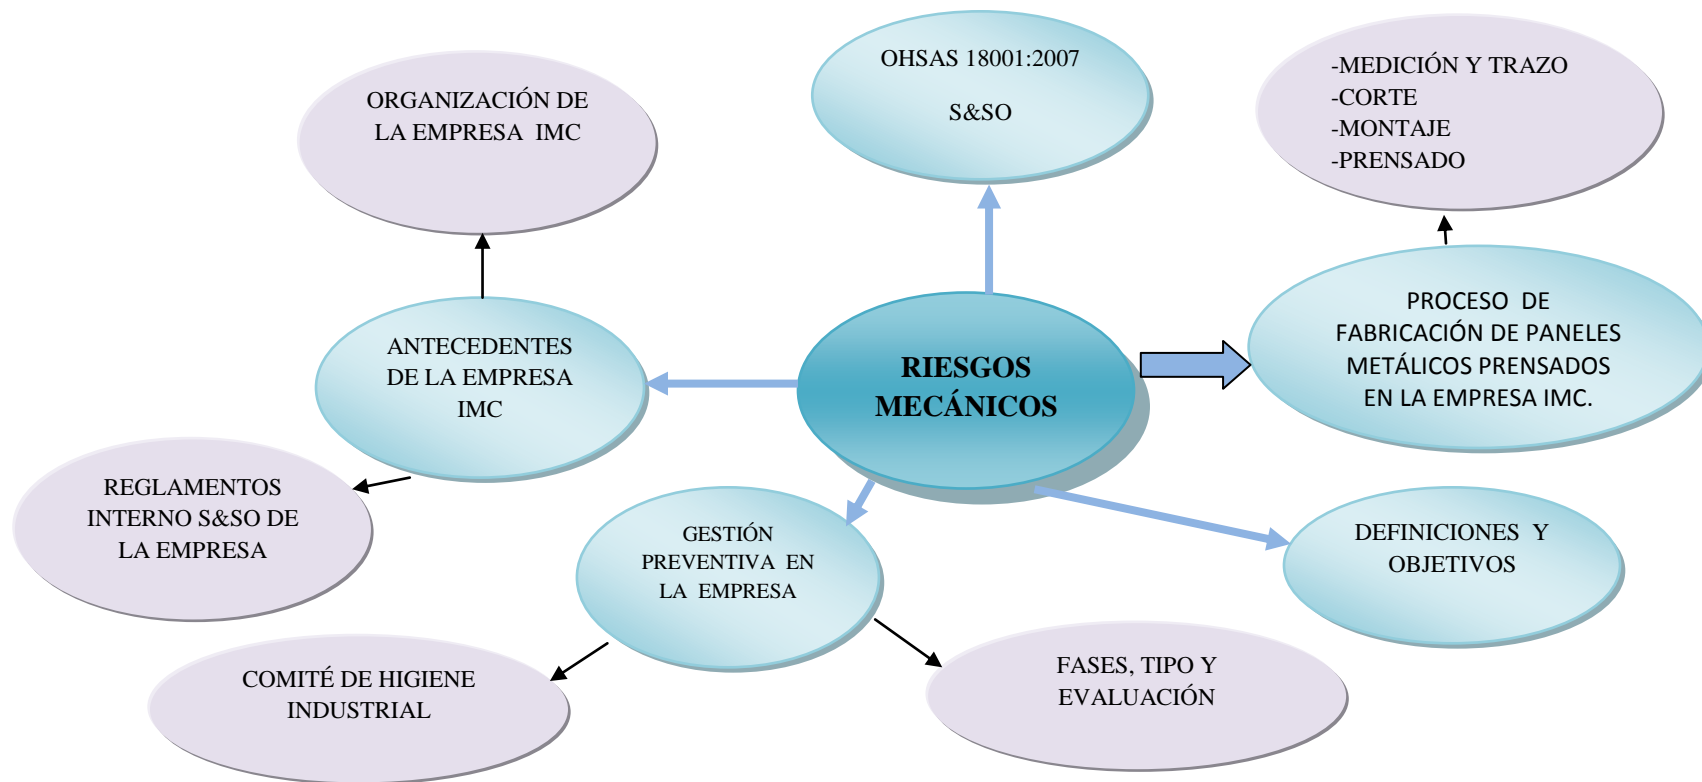 OHSAS 18001:2007
S&SO
-MEDICIÓN Y TRAZO
-CORTE
-MONTAJE
-PRENSADO
ORGANIZACIÓN DE
LA EMPRESA IMC
PROCESO DE
FABRICACIÓN DE PANELES
METÁLICOS PRENSADOS
EN LA EMPRESA IMC.
ANTECEDENTES
DE LA EMPRESA
IMC
RIESGOS
MECÁNICOS
REGLAMENTOS
INTERNO S&SO DE
LA EMPRESA
GESTIÓN
PREVENTIVA EN
LA EMPRESA
DEFINICIONES Y
OBJETIVOS
COMITÉ DE HIGIENE
INDUSTRIAL
FASES, TIPO Y
EVALUACIÓN